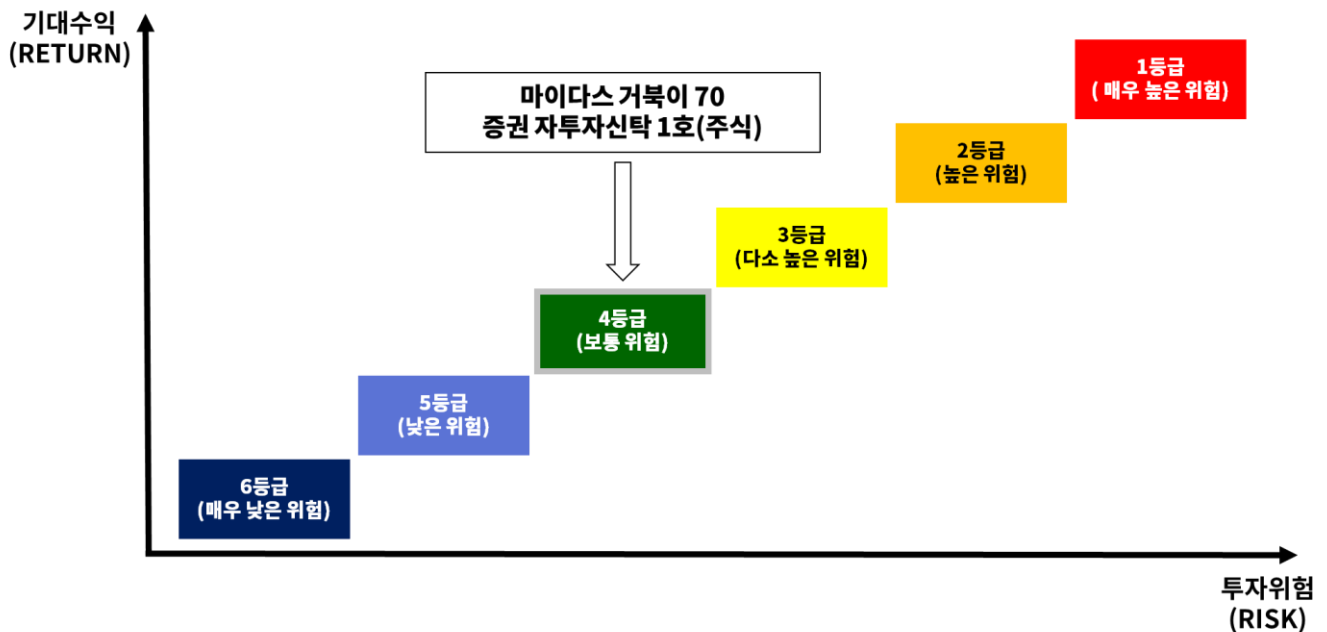 기대수익
(RETURN)
마이다스 거북이 70
증권 자투자신탁 1호(주식)
1등급
( 매우 높은 위험)
2등급
(높은 위험)
3등급
(다소 높은 위험)
4등급
(보통 위험)
5등급
(낮은 위험)
6등급
(매우 낮은 위험)
투자위험
(RISK)